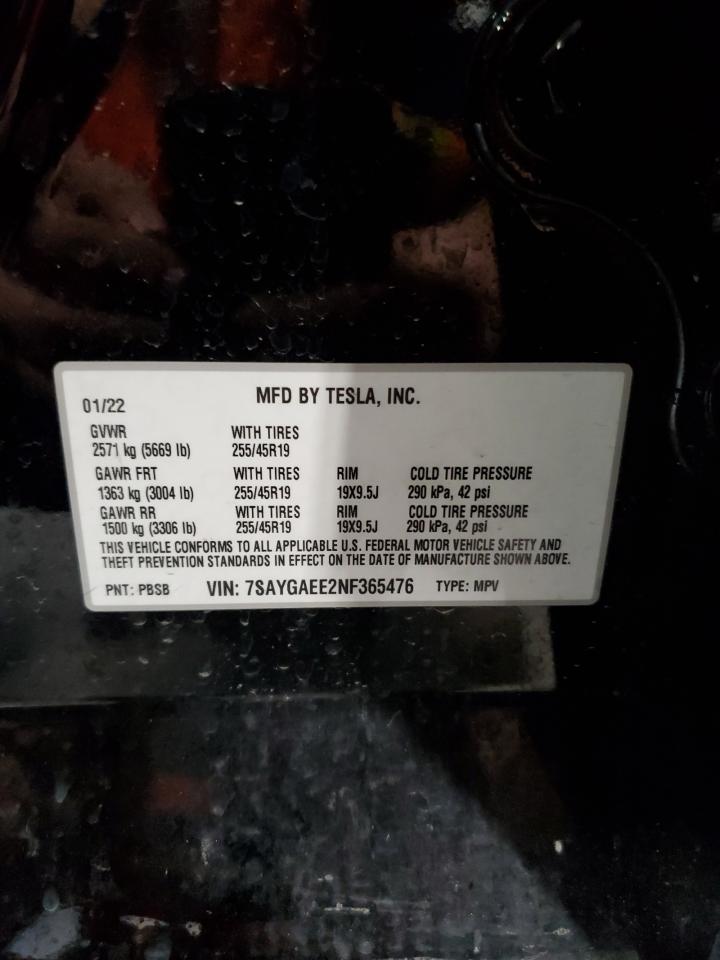 MFD BY TESLA, INC.
01/22
GVWR WITH TIRES
2571 kg (5669 lb) 255/45R19
GAWR FRT WITH TIRES RIM COLD TIRE PRESSURE
1363 kg (3004 lb) 255/45R19 19X9.5J 290 kPa, 42 psi
GAWR RR WITH TIRES RIM COLD TIRE PRESSURE
1500 kg (3306 lb) 255/45R19 19X9.5J 290 kPa, 42 psi
THIS VEHICLE CONFORMS TO ALL APPLICABLE U.S. FEDERAL MOTOR VEHICLE SAFETY AND
THEFT PREVENTION STANDARDS IN EFFECT ON THE DATE OF MANUFACTURE SHOWN ABOVE.
PNT: PBSB VIN: 7SAYGAEE2NF365476 TYPE: MPV